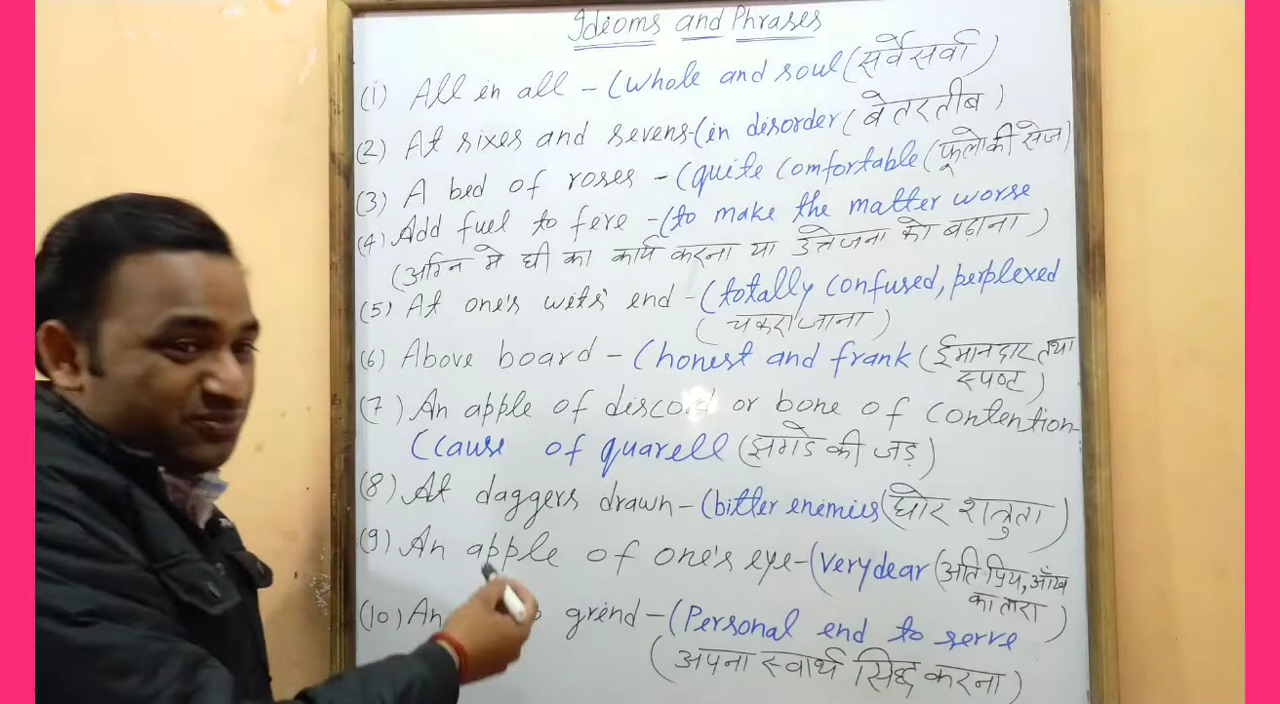 Idioms and Phrases
(1) All in all - (whole and soul (सर्वेसर्वा)
(2) At sixes and sevens-(in disorder (बेतरतीब)
(3) A bed of roses - (quite comfortable (फूलो की सेज)
(4) Add fuel to fire - (to make the matter worse
(अग्नि मे घी का कार्य करना या उत्तेजना को बढ़ाना)
(5) At one's wits' end - (totally confused, perplexed
(चकरा जाना)
(6) Above board - (honest and frank (ईमानदार तथा
स्पष्ट)
(7) An apple of discord or bone of contention-
(cause of quarell (झगडे की जड़)
(8) At daggers drawn - (bitter enemies (घोर शत्रुता)
(9) An apple of one's eye-(very dear (अति प्रिय, आँख
का तारा)
(10) An grind - (Personal end to serve
(अपना स्वार्थ सिद्ध करना)